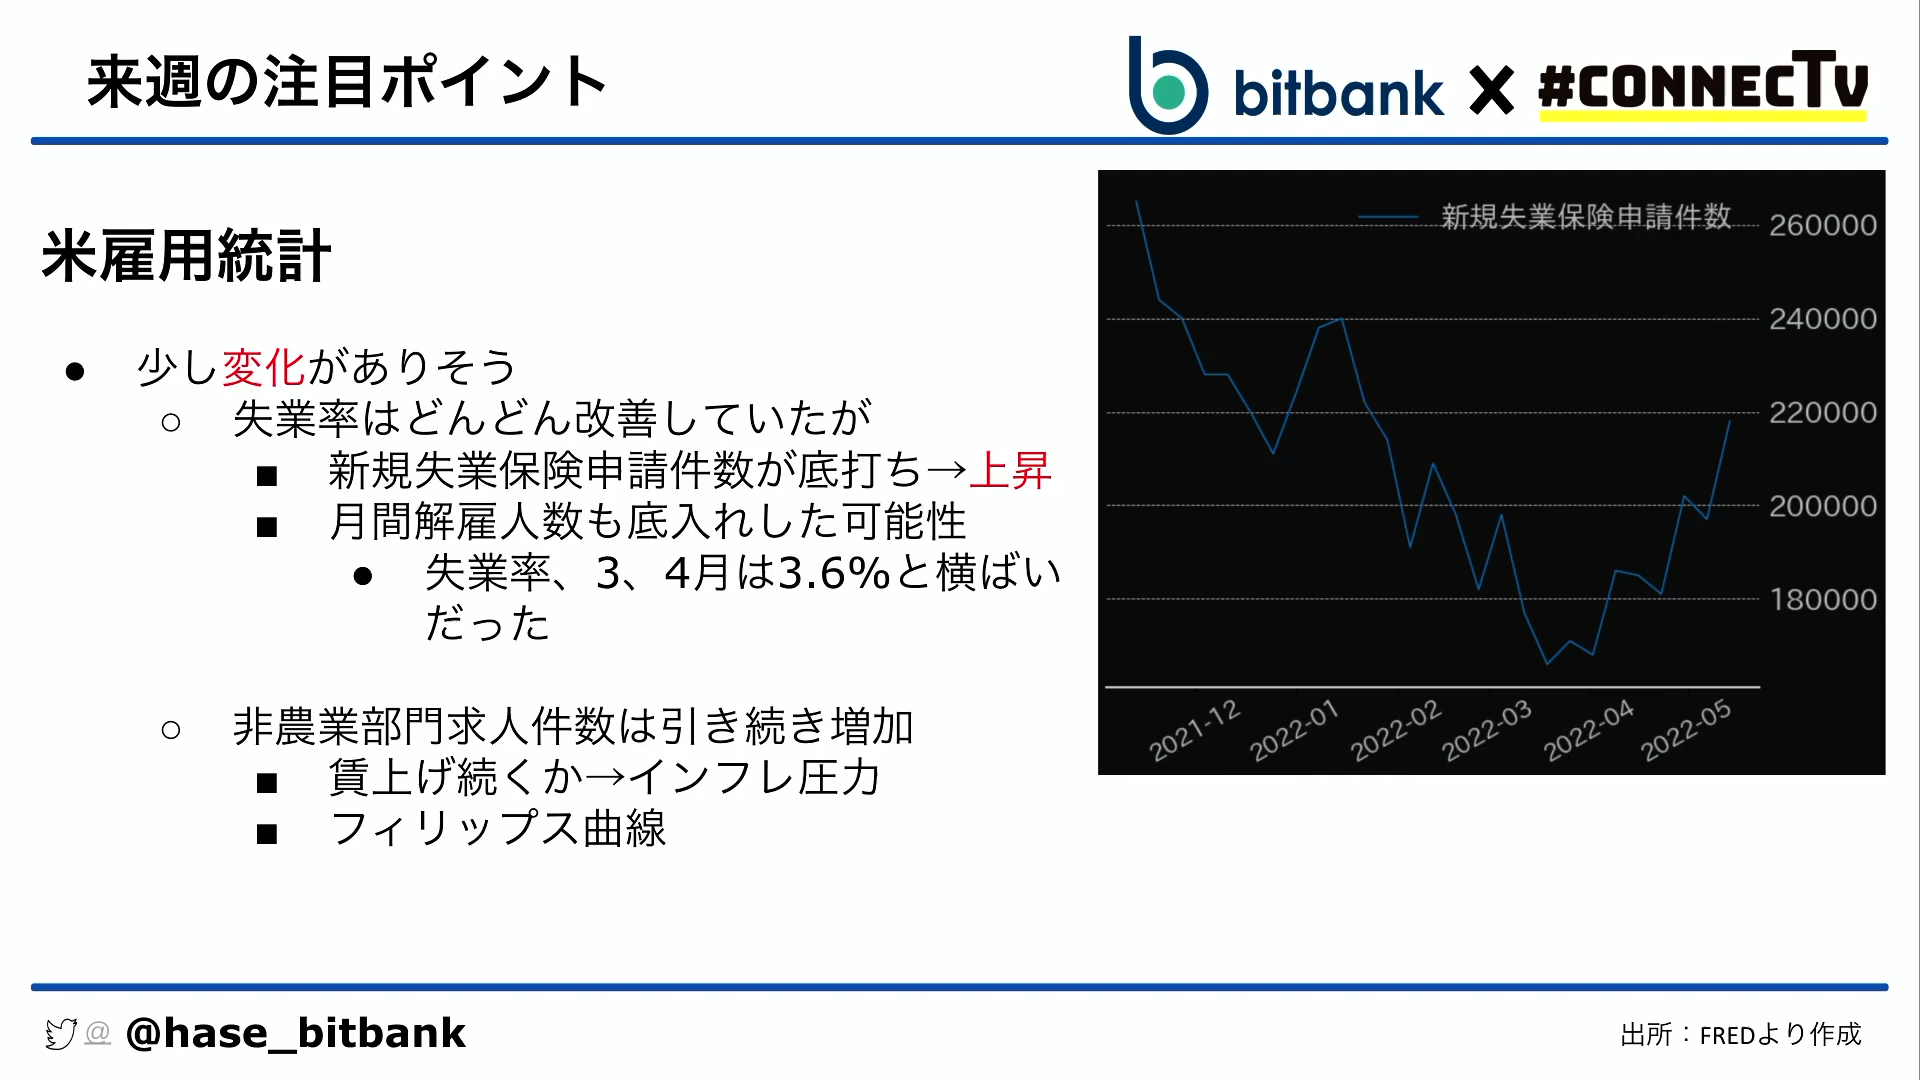 来週の注目ポイント
bitbank X #CONNECTV
米雇用統計
● 少し変化がありそう
○ 失業率はどんどん改善していたが
■ 新規失業保険申請件数が底打ち→上昇
■ 月間解雇人数も底入れした可能性
● 失業率、3、4月は3.6%と横ばい
だった
○ 非農業部門求人件数は引き続き増加
■ 賃上げ続くか→インフレ圧力
■ フィリップス曲線
新規失業保険申請件数
260000
240000
220000
200000
180000
2021-12 2022-01 2022-02 2022-03 2022-04 2022-05
@ @hase_bitbank
出所：FREDより作成